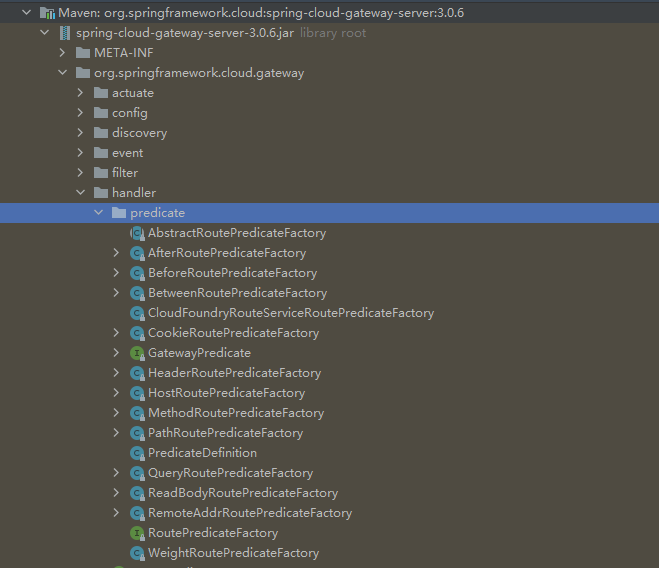 Maven: org.springframework.cloud:spring-cloud-gateway-server:3.0.6
spring-cloud-gateway-server-3.0.6.jar library root
META-INF
org.springframework.cloud.gateway
actuate
config
discovery
event
filter
handler
predicate
AbstractRoutePredicateFactory
AfterRoutePredicateFactory
BeforeRoutePredicateFactory
BetweenRoutePredicateFactory
CloudFoundryRouteServiceRoutePredicateFactory
CookieRoutePredicateFactory
GatewayPredicate
HeaderRoutePredicateFactory
HostRoutePredicateFactory
MethodRoutePredicateFactory
PathRoutePredicateFactory
PredicateDefinition
QueryRoutePredicateFactory
ReadBodyRoutePredicateFactory
RemoteAddrRoutePredicateFactory
RoutePredicateFactory
WeightRoutePredicateFactory